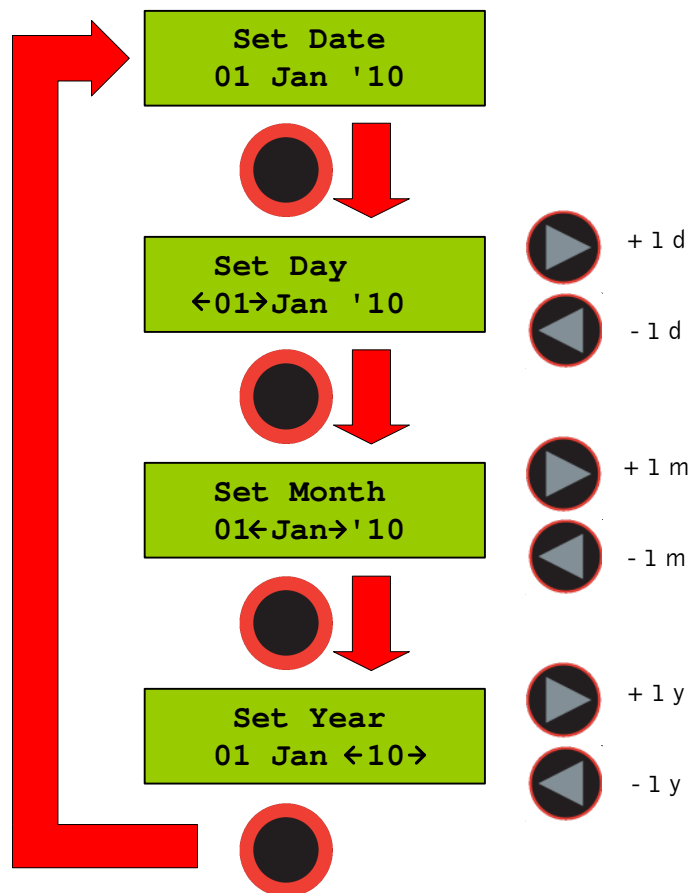 Set Date
01 Jan '10
Set Day
←01→Jan '10
+ 1 d
- 1 d
Set Month
01←Jan→'10
+ 1 m
- 1 m
Set Year
01 Jan ←10→
+ 1 y
- 1 y